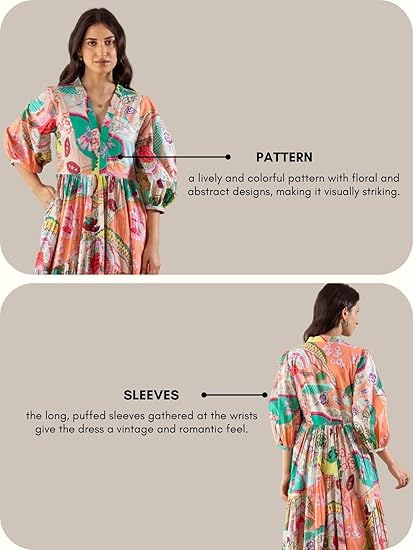 PATTERN
a lively and colorful pattern with floral and
abstract designs, making it visually striking.
SLEEVES
the long, puffed sleeves gathered at the wrists
give the dress a vintage and romantic feel.